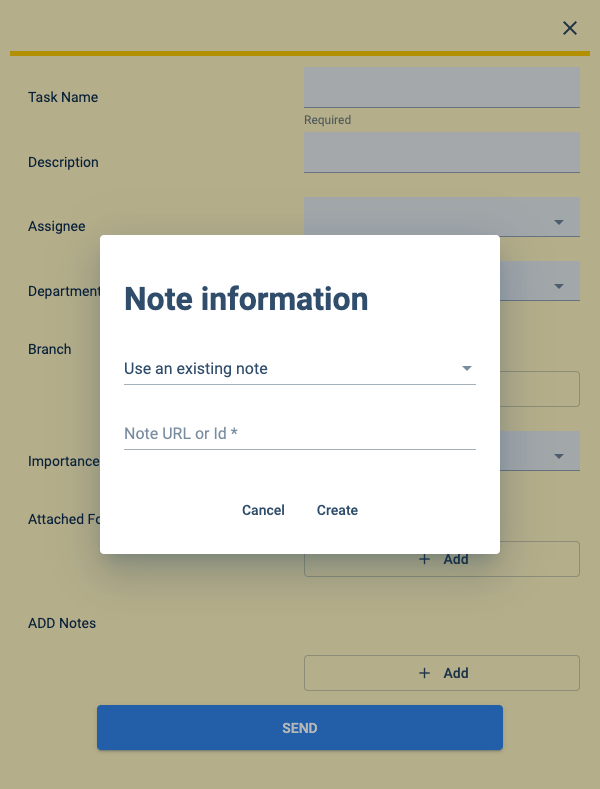 Task Name
Required
Description
Assignee
Department
Note information
Branch
Use an existing note
Note URL or Id *
Importance
Cancel
Create
Attached Fo
+ Add
ADD Notes
+ Add
SEND